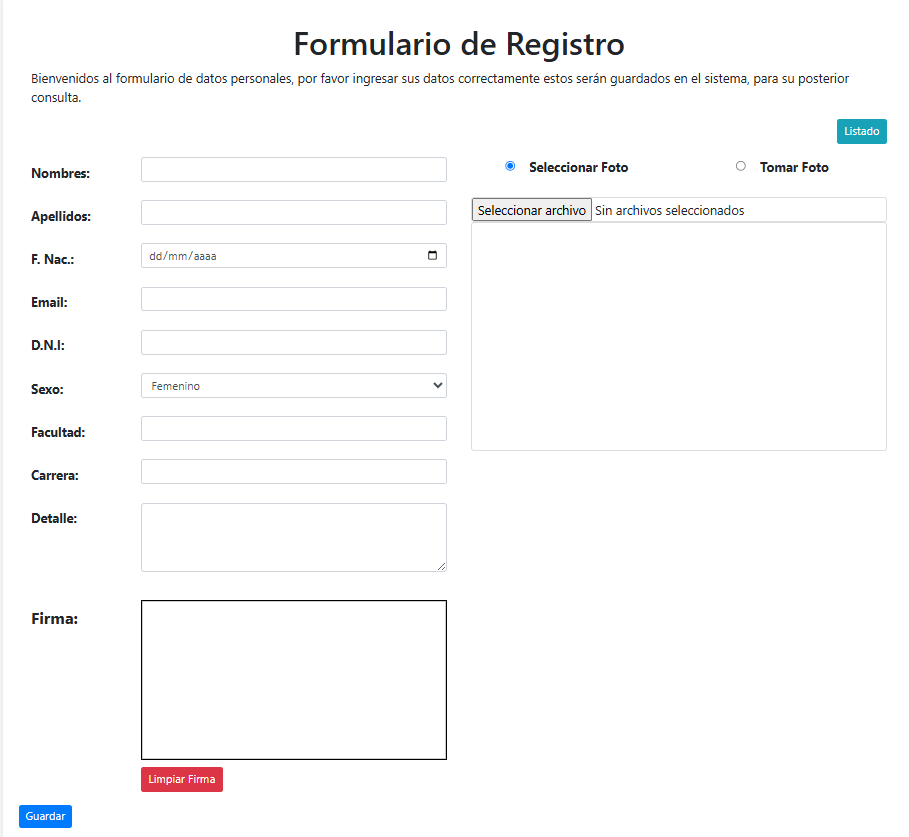 Formulario de Registro
Bienvenidos al formulario de datos personales, por favor ingresar sus datos correctamente estos serán guardados en el sistema, para su posterior
consulta.
Listado
Nombres:
Apellidos:
F. Nac.:
dd/mm/aaaa
Email:
D.N.I:
Sexo:
Femenino
Facultad:
Carrera:
Detalle:
Firma:
Limpiar Firma
Guardar
Seleccionar Foto
Tomar Foto
Seleccionar archivo Sin archivos seleccionados